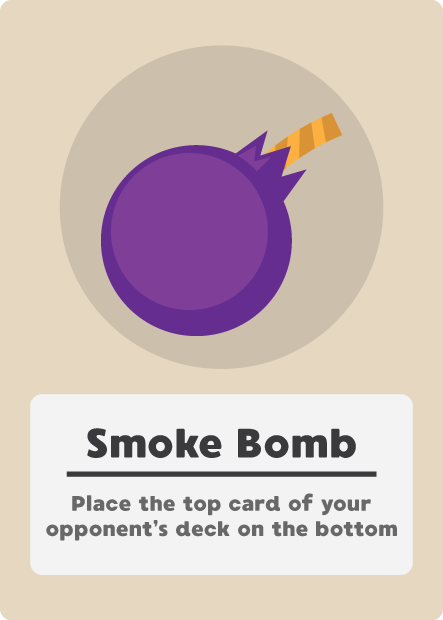 Smoke Bomb
Place the top card of your
opponent's deck on the bottom